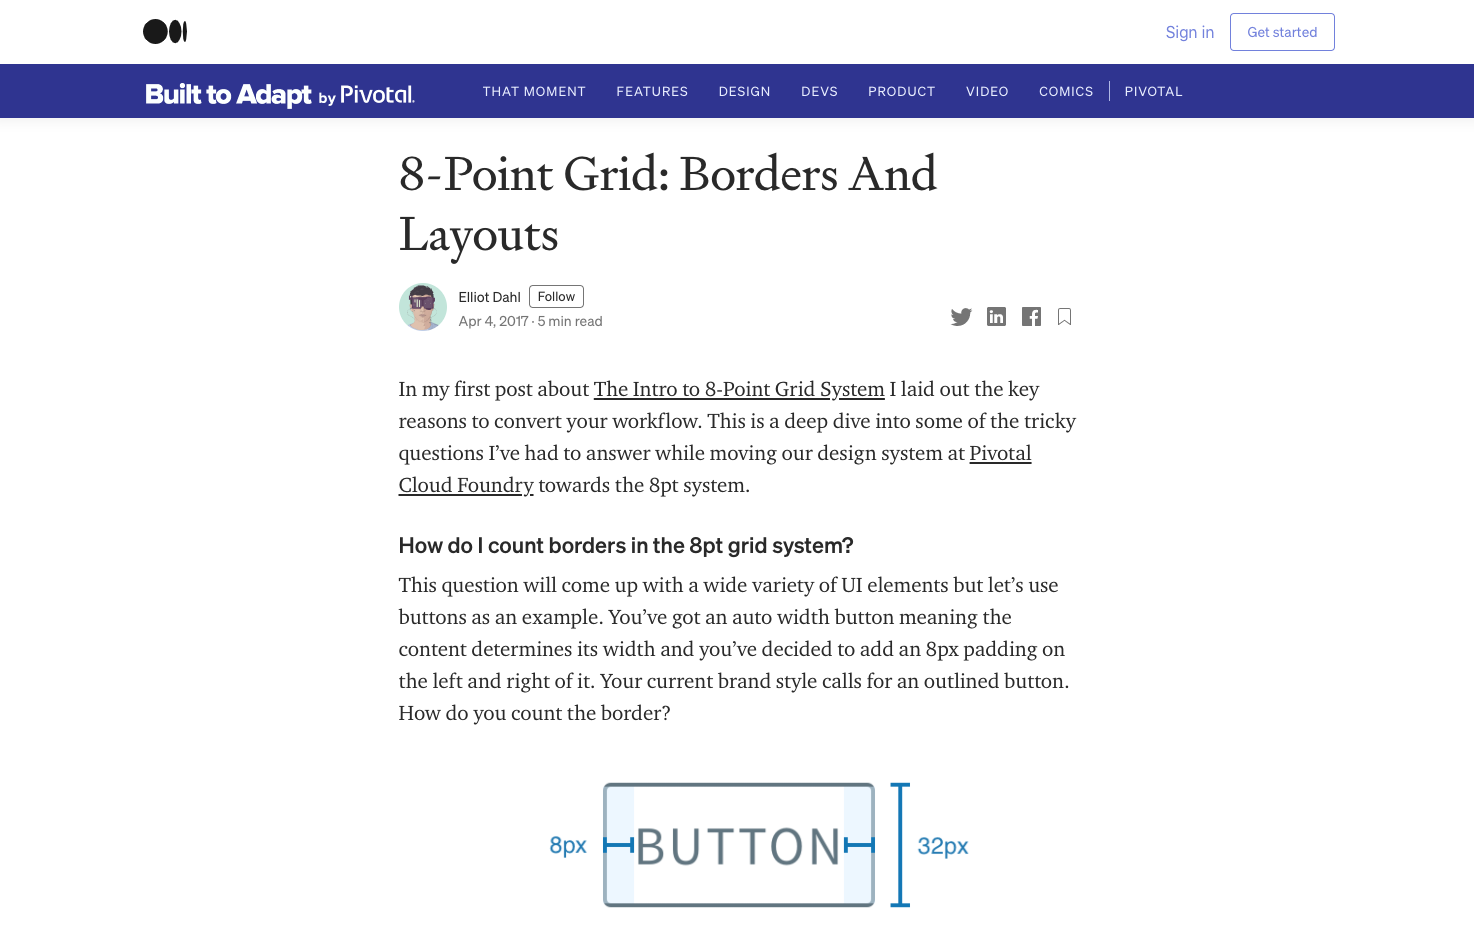 Sign in
Get started
Built to Adapt by Pivotal.
THAT MOMENT
FEATURES
DESIGN
DEVS
PRODUCT
VIDEO
COMICS
PIVOTAL
8-Point Grid: Borders And
Layouts
Elliot Dahl
Follow
Apr 4, 2017 · 5 min read
In my first post about The Intro to 8-Point Grid System I laid out the key
reasons to convert your workflow. This is a deep dive into some of the tricky
questions I’ve had to answer while moving our design system at Pivotal
Cloud Foundry towards the 8pt system.
How do I count borders in the 8pt grid system?
This question will come up with a wide variety of UI elements but let’s use
buttons as an example. You’ve got an auto width button meaning the
content determines its width and you’ve decided to add an 8px padding on
the left and right of it. Your current brand style calls for an outlined button.
How do you count the border?
8px
BUTTON
32px